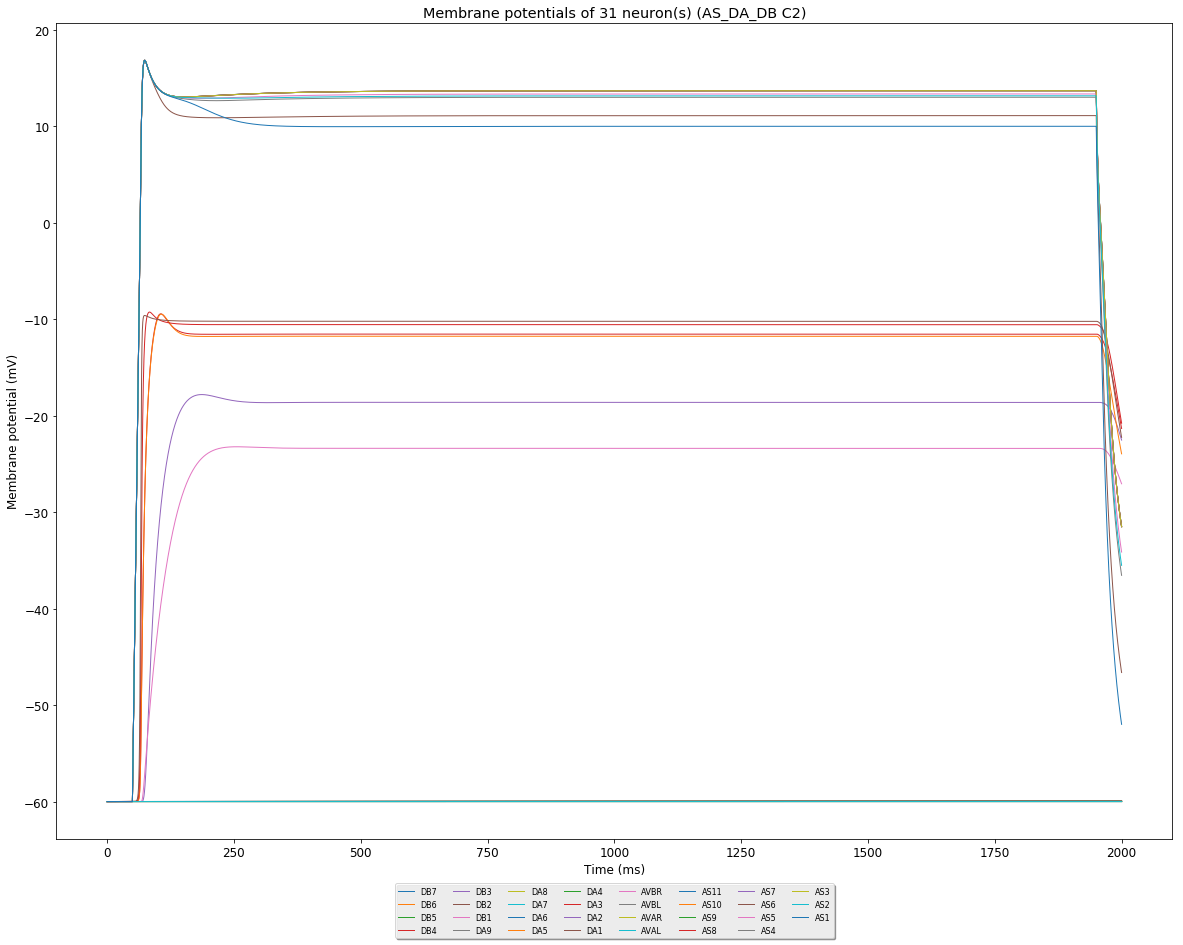 Membrane potentials of 31 neuron(s) (AS_DA_DB C2)
20
10
0
−10
−20
−30
−40
−50
−60
Membrane potential (mV)
0 250 500 750 1000 1250 1500 1750 2000
Time (ms)
DB7 DB3 DA8 DA4 AVBR AS11 AS7 AS3
DB6 DB2 DA7 DA3 AVBL AS10 AS6 AS2
DB5 DB1 DA6 DA2 AVAR AS9 AS5 AS1
DB4 DA9 DA5 DA1 AVAL AS8 AS4